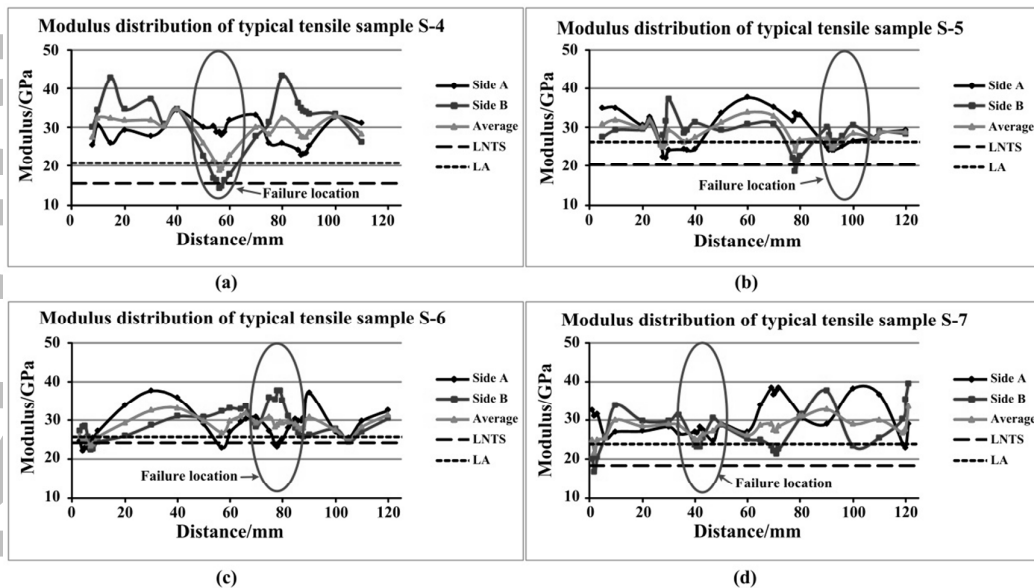 Modulus distribution of typical tensile sample S-4
Modulus/GPa
50
40
30
20
10
0 20 40 60 80 100 120
Distance/mm
Side A
Side B
Average
LNTS
LA
Failure location
(a)
Modulus distribution of typical tensile sample S-5
Modulus/GPa
50
40
30
20
10
0 20 40 60 80 100 120
Distance/mm
Side A
Side B
Average
LNTS
LA
Failure location
(b)
Modulus distribution of typical tensile sample S-6
Modulus/GPa
50
40
30
20
10
0 20 40 60 80 100 120
Distance/mm
Side A
Side B
Average
LNTS
LA
Failure location
(c)
Modulus distribution of typical tensile sample S-7
Modulus/GPa
50
40
30
20
10
0 20 40 60 80 100 120
Distance/mm
Side A
Side B
Average
LNTS
LA
Failure location
(d)